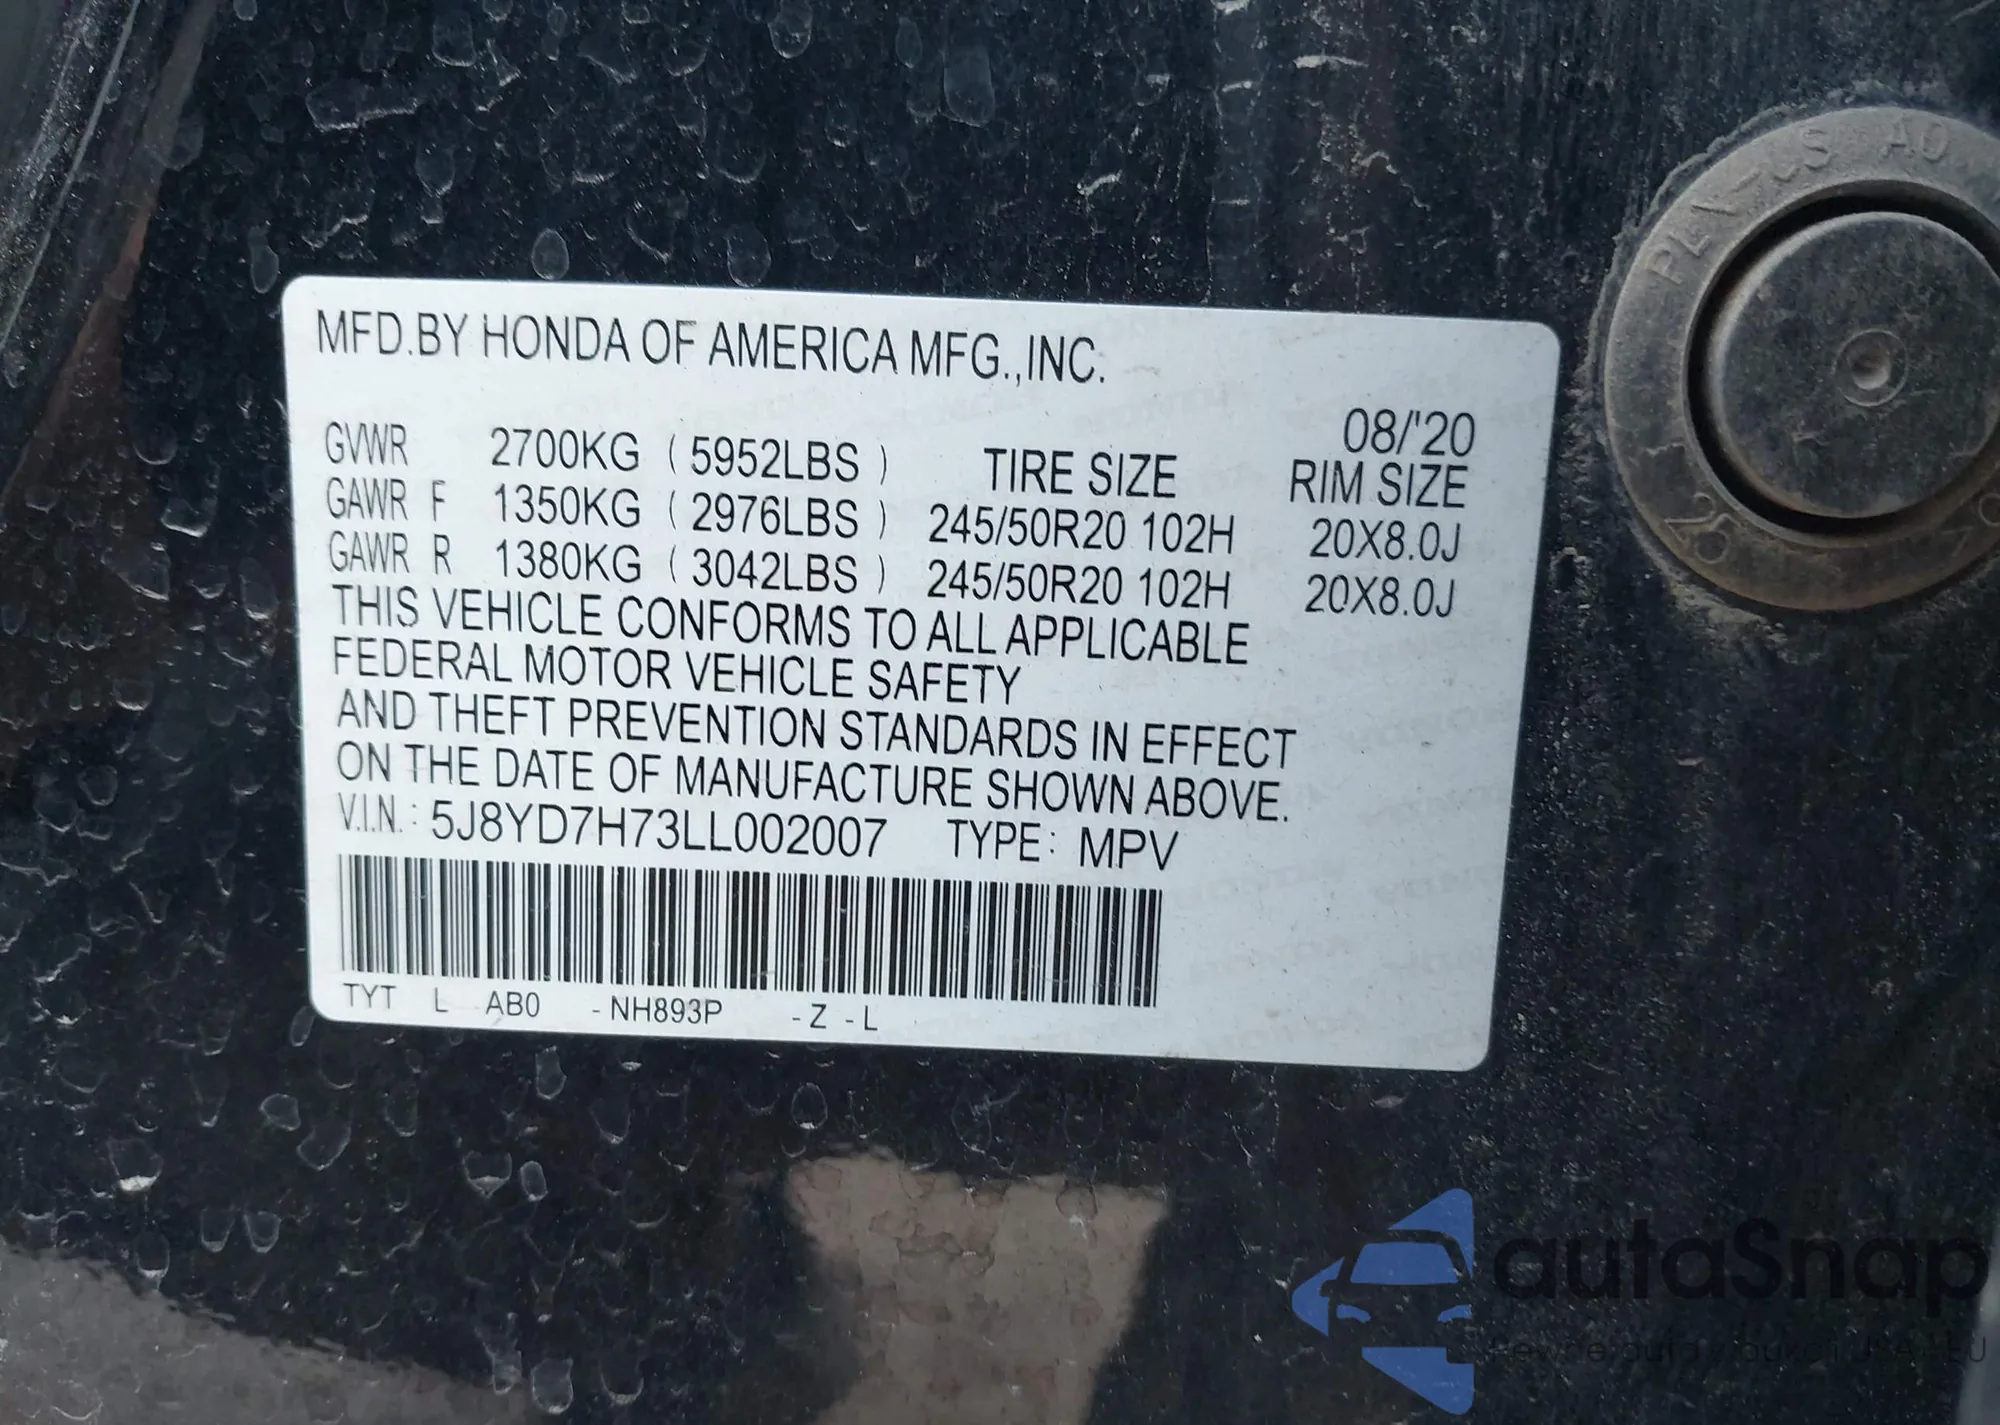 MFD.BY HONDA OF AMERICA MFG.,INC.
08/'20
GVWR 2700KG (5952LBS) TIRE SIZE RIM SIZE
GAWR F 1350KG (2976LBS) 245/50R20 102H 20X8.0J
GAWR R 1380KG (3042LBS) 245/50R20 102H 20X8.0J
THIS VEHICLE CONFORMS TO ALL APPLICABLE
FEDERAL MOTOR VEHICLE SAFETY
AND THEFT PREVENTION STANDARDS IN EFFECT
ON THE DATE OF MANUFACTURE SHOWN ABOVE.
V.I.N.: 5J8YD7H73LL002007 TYPE: MPV
TYT L AB0 -NH893P -Z -L
autaSnap